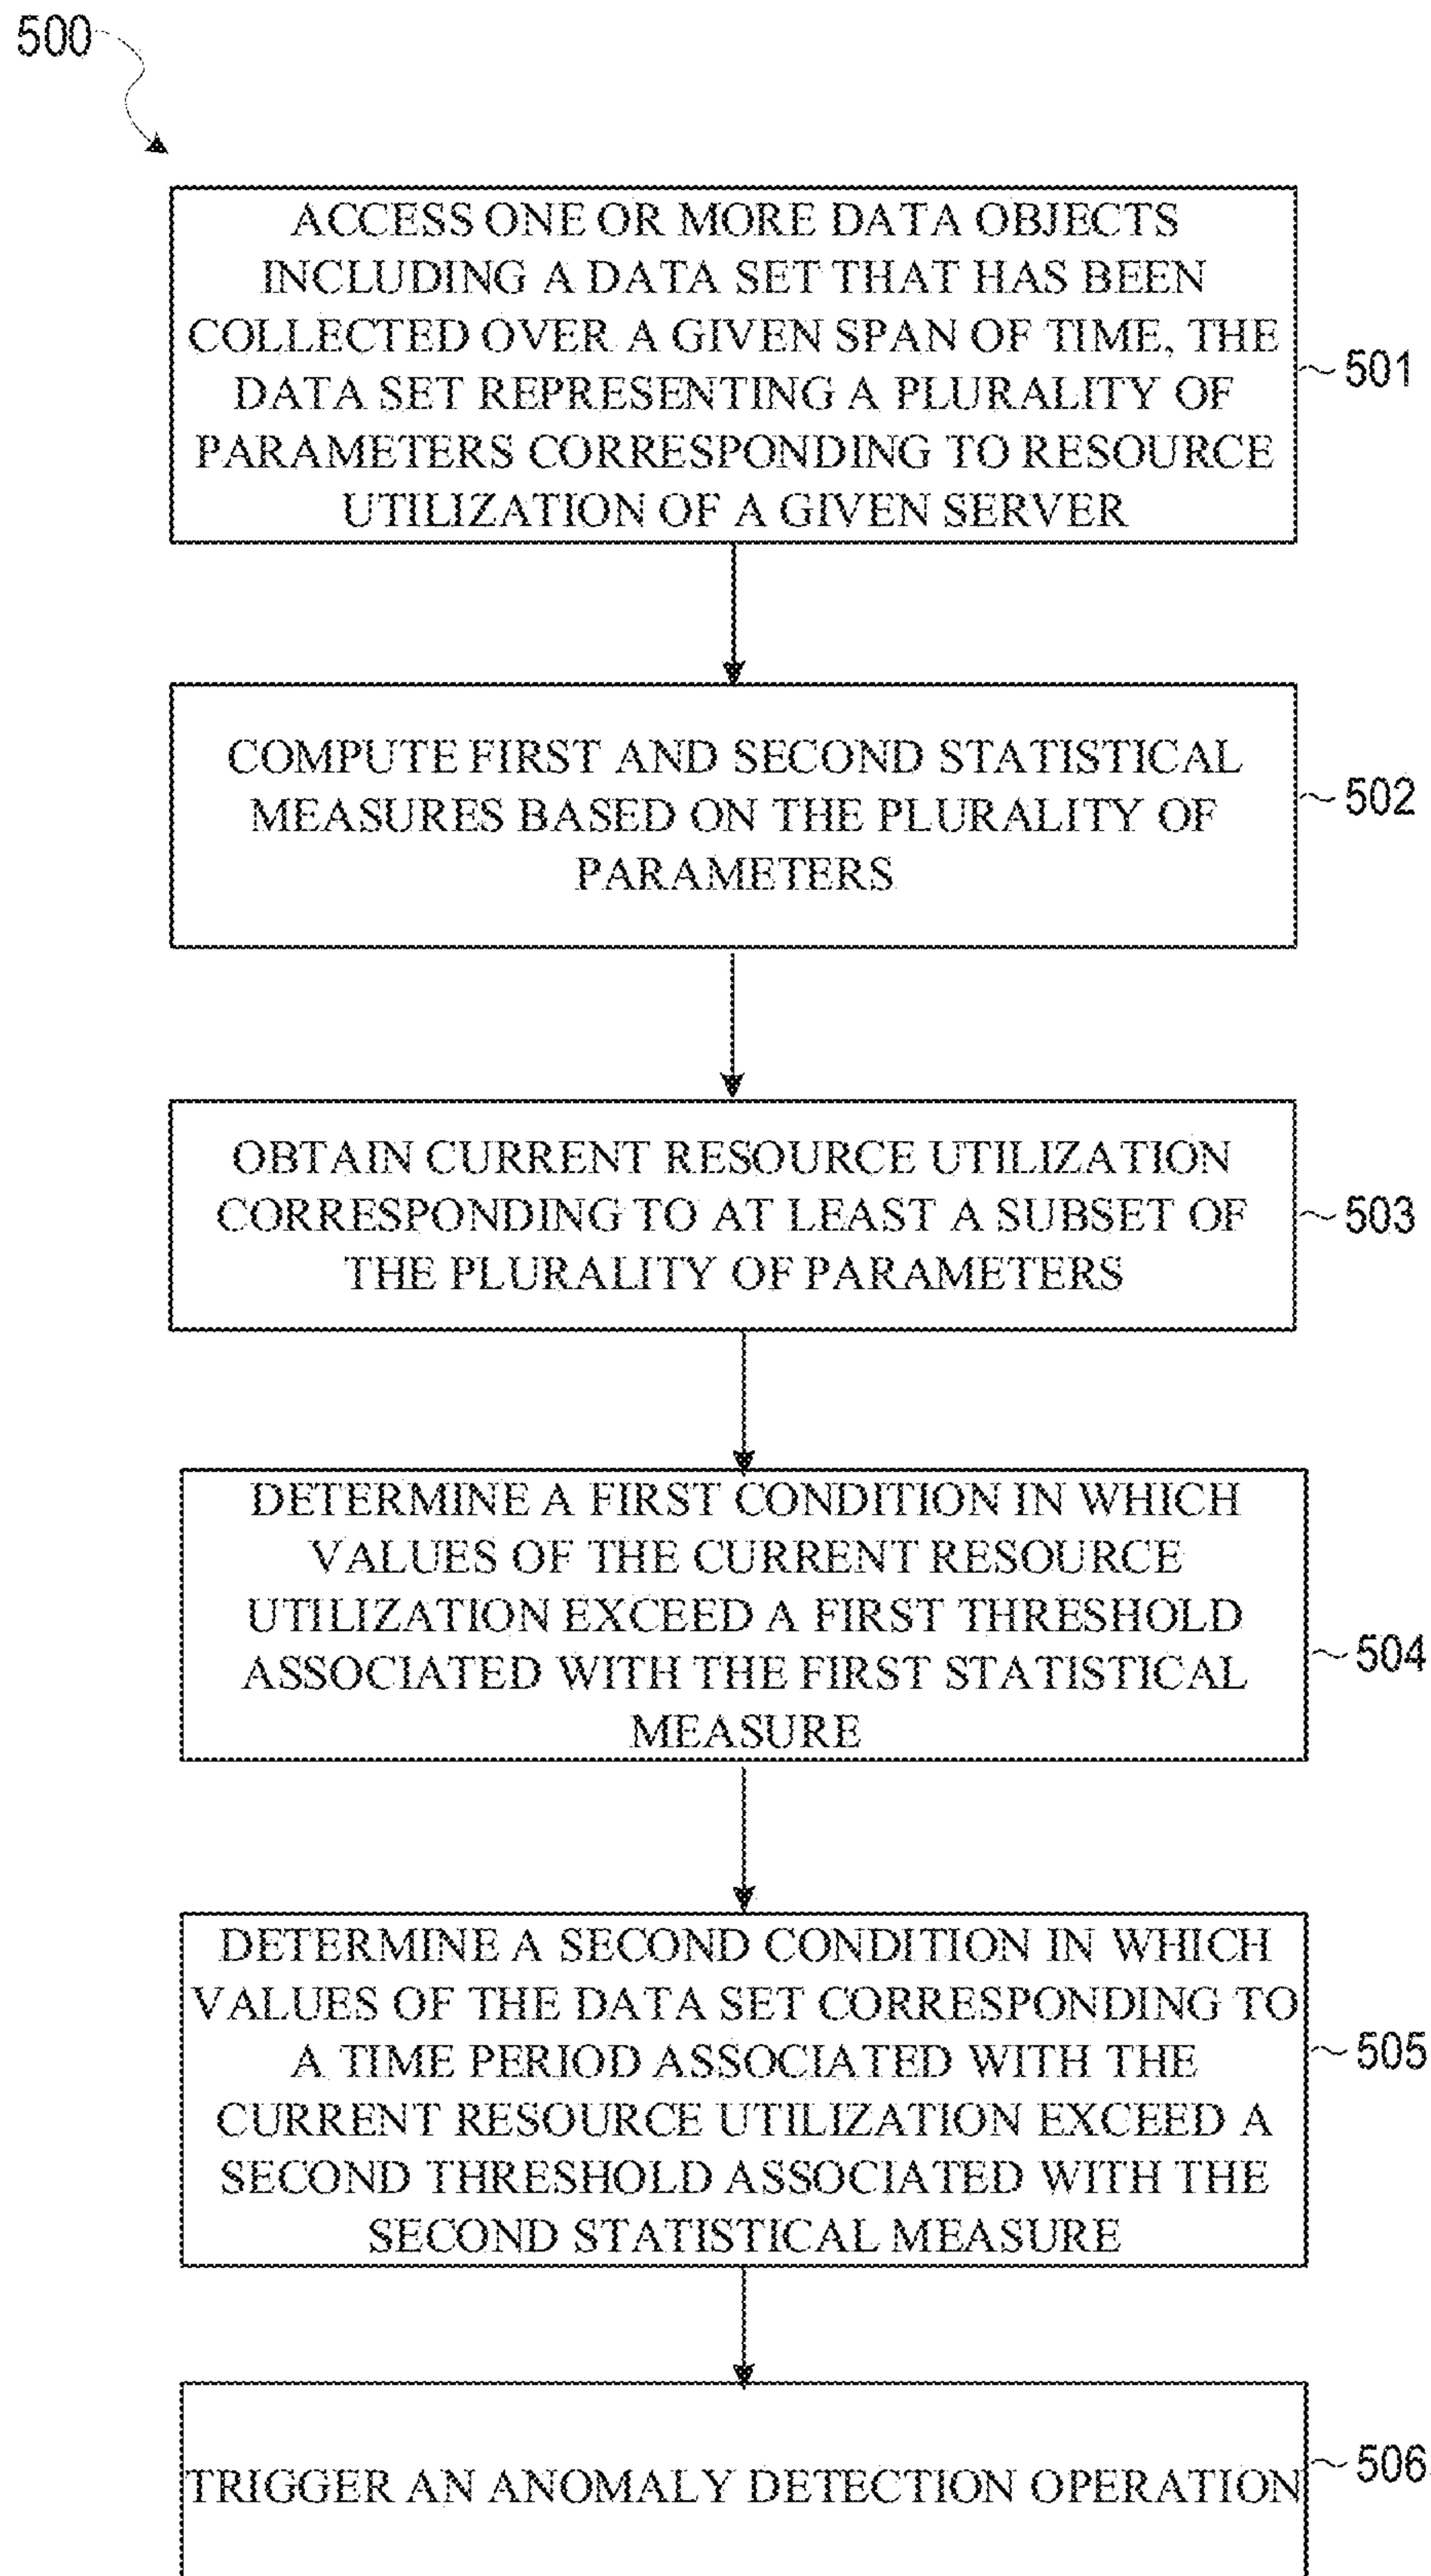 500
ACCESS ONE OR MORE DATA OBJECTS
INCLUDING A DATA SET THAT HAS BEEN
COLLECTED OVER A GIVEN SPAN OF TIME, THE
DATA SET REPRESENTING A PLURALITY OF
PARAMETERS CORRESPONDING TO RESOURCE
UTILIZATION OF A GIVEN SERVER
501
COMPUTE FIRST AND SECOND STATISTICAL
MEASURES BASED ON THE PLURALITY OF
PARAMETERS
502
OBTAIN CURRENT RESOURCE UTILIZATION
CORRESPONDING TO AT LEAST A SUBSET OF
THE PLURALITY OF PARAMETERS
503
DETERMINE A FIRST CONDITION IN WHICH
VALUES OF THE CURRENT RESOURCE
UTILIZATION EXCEED A FIRST THRESHOLD
ASSOCIATED WITH THE FIRST STATISTICAL
MEASURE
504
DETERMINE A SECOND CONDITION IN WHICH
VALUES OF THE DATA SET CORRESPONDING TO
A TIME PERIOD ASSOCIATED WITH THE
CURRENT RESOURCE UTILIZATION EXCEED A
SECOND THRESHOLD ASSOCIATED WITH THE
SECOND STATISTICAL MEASURE
505
TRIGGER AN ANOMALY DETECTION OPERATION
506